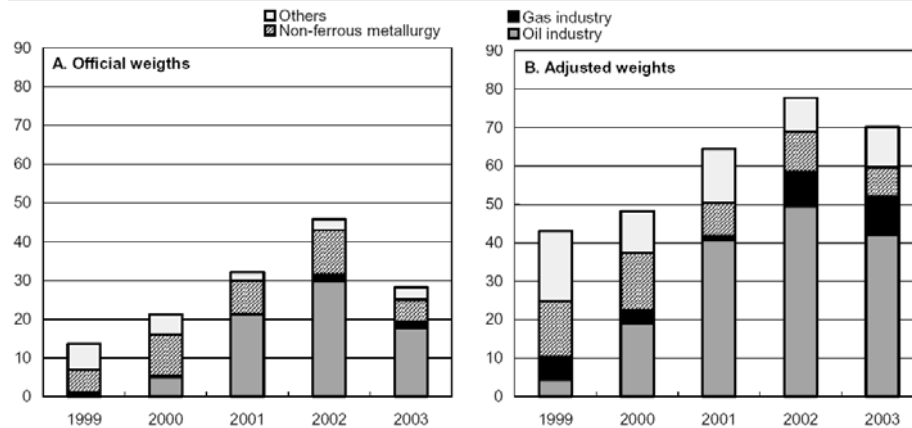 Others
Non-ferrous metallurgy
Gas industry
Oil industry
A. Official weigths
90
80
70
60
50
40
30
20
10
0
1999 2000 2001 2002 2003
B. Adjusted weights
90
80
70
60
50
40
30
20
10
0
1999 2000 2001 2002 2003